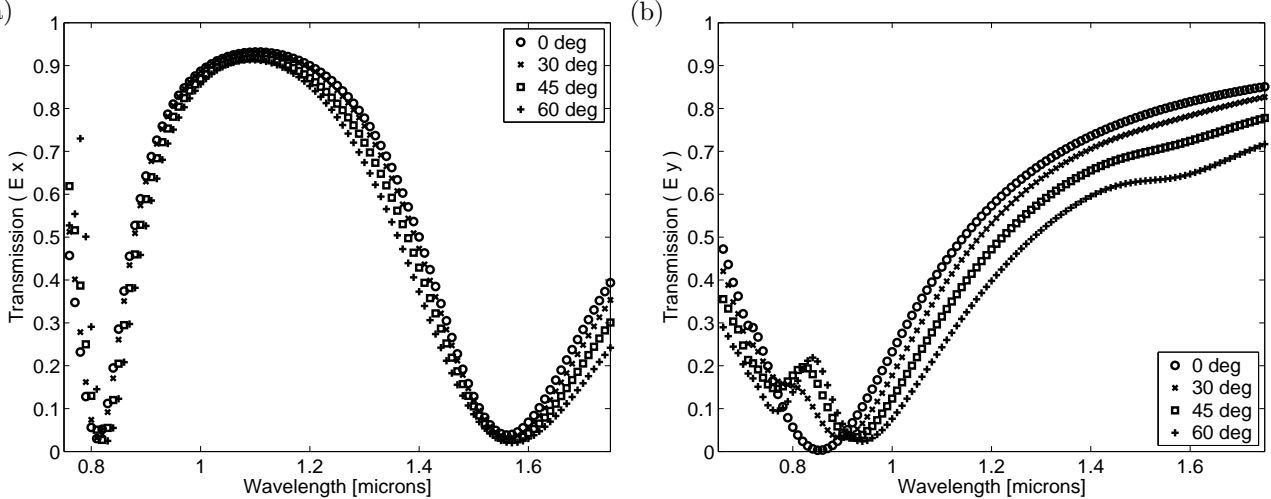 a)
1
0.9
0.8
0.7
0.6
0.5
0.4
0.3
0.2
0.1
0
Transmission ( E x )
0.8 1 1.2 1.4 1.6
Wavelength [microns]
0 deg
30 deg
45 deg
60 deg
(b)
1
0.9
0.8
0.7
0.6
0.5
0.4
0.3
0.2
0.1
0
Transmission ( E y )
0.8 1 1.2 1.4 1.6
Wavelength [microns]
0 deg
30 deg
45 deg
60 deg